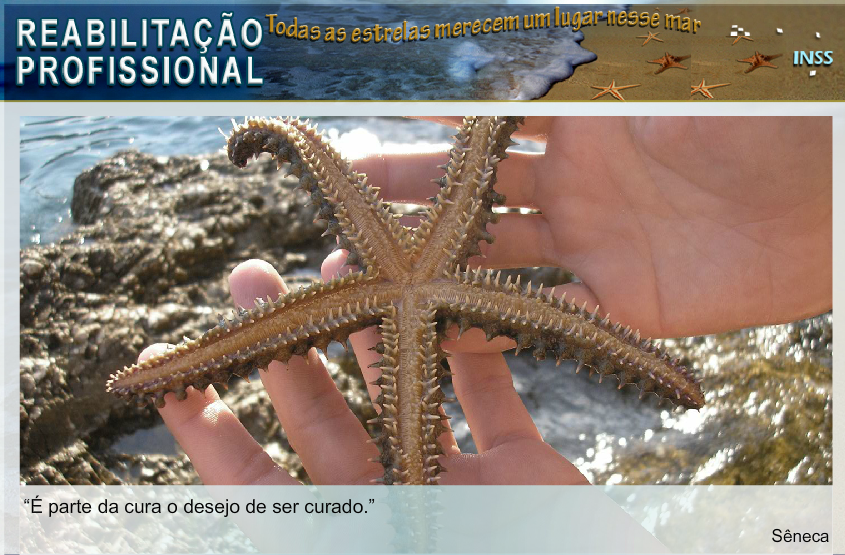 REABILITAÇÃO
PROFISSIONAL
Todas as estrelas merecem um lugar nesse mar
INSS
“É parte da cura o desejo de ser curado.”
Sêneca